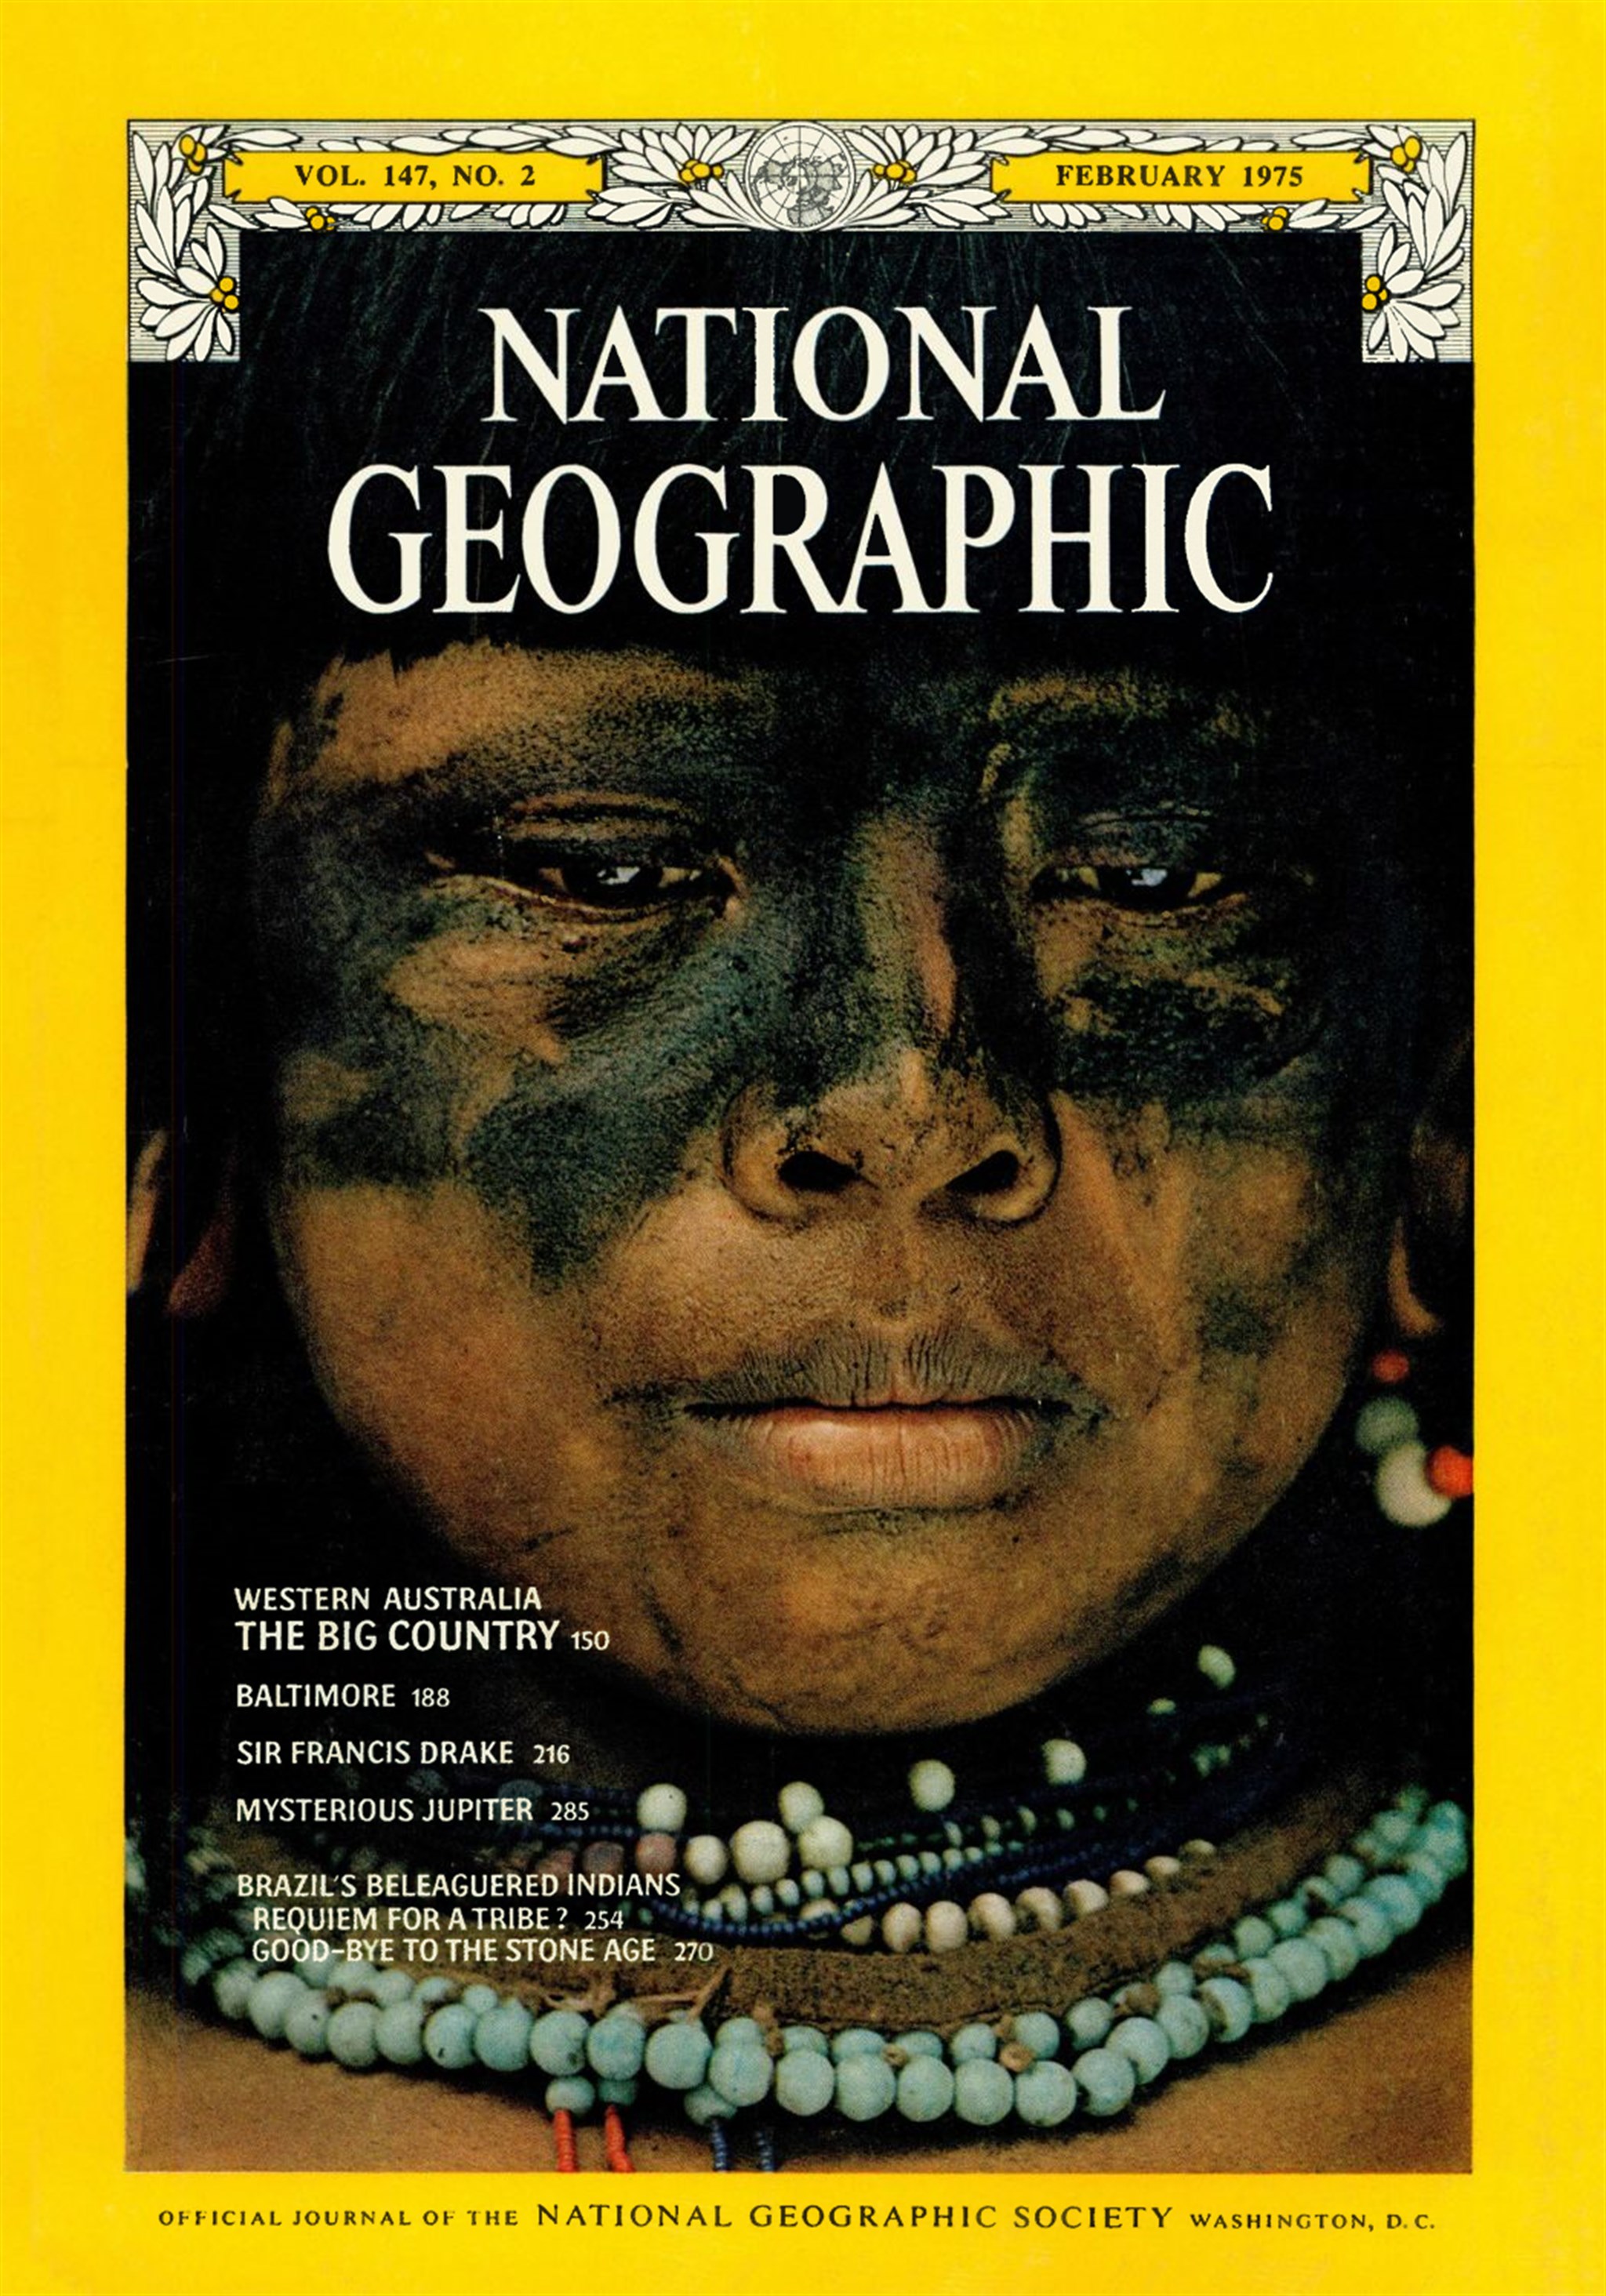 VOL. 147, NO. 2
FEBRUARY 1975
NATIONAL
GEOGRAPHIC
WESTERN AUSTRALIA
THE BIG COUNTRY 150
BALTIMORE 188
SIR FRANCIS DRAKE 216
MYSTERIOUS JUPITER 285
BRAZIL'S BELEAGUERED INDIANS
REQUIEM FOR A TRIBE? 254
GOOD-BYE TO THE STONE AGE 270
OFFICIAL JOURNAL OF THE NATIONAL GEOGRAPHIC SOCIETY WASHINGTON, D.C.